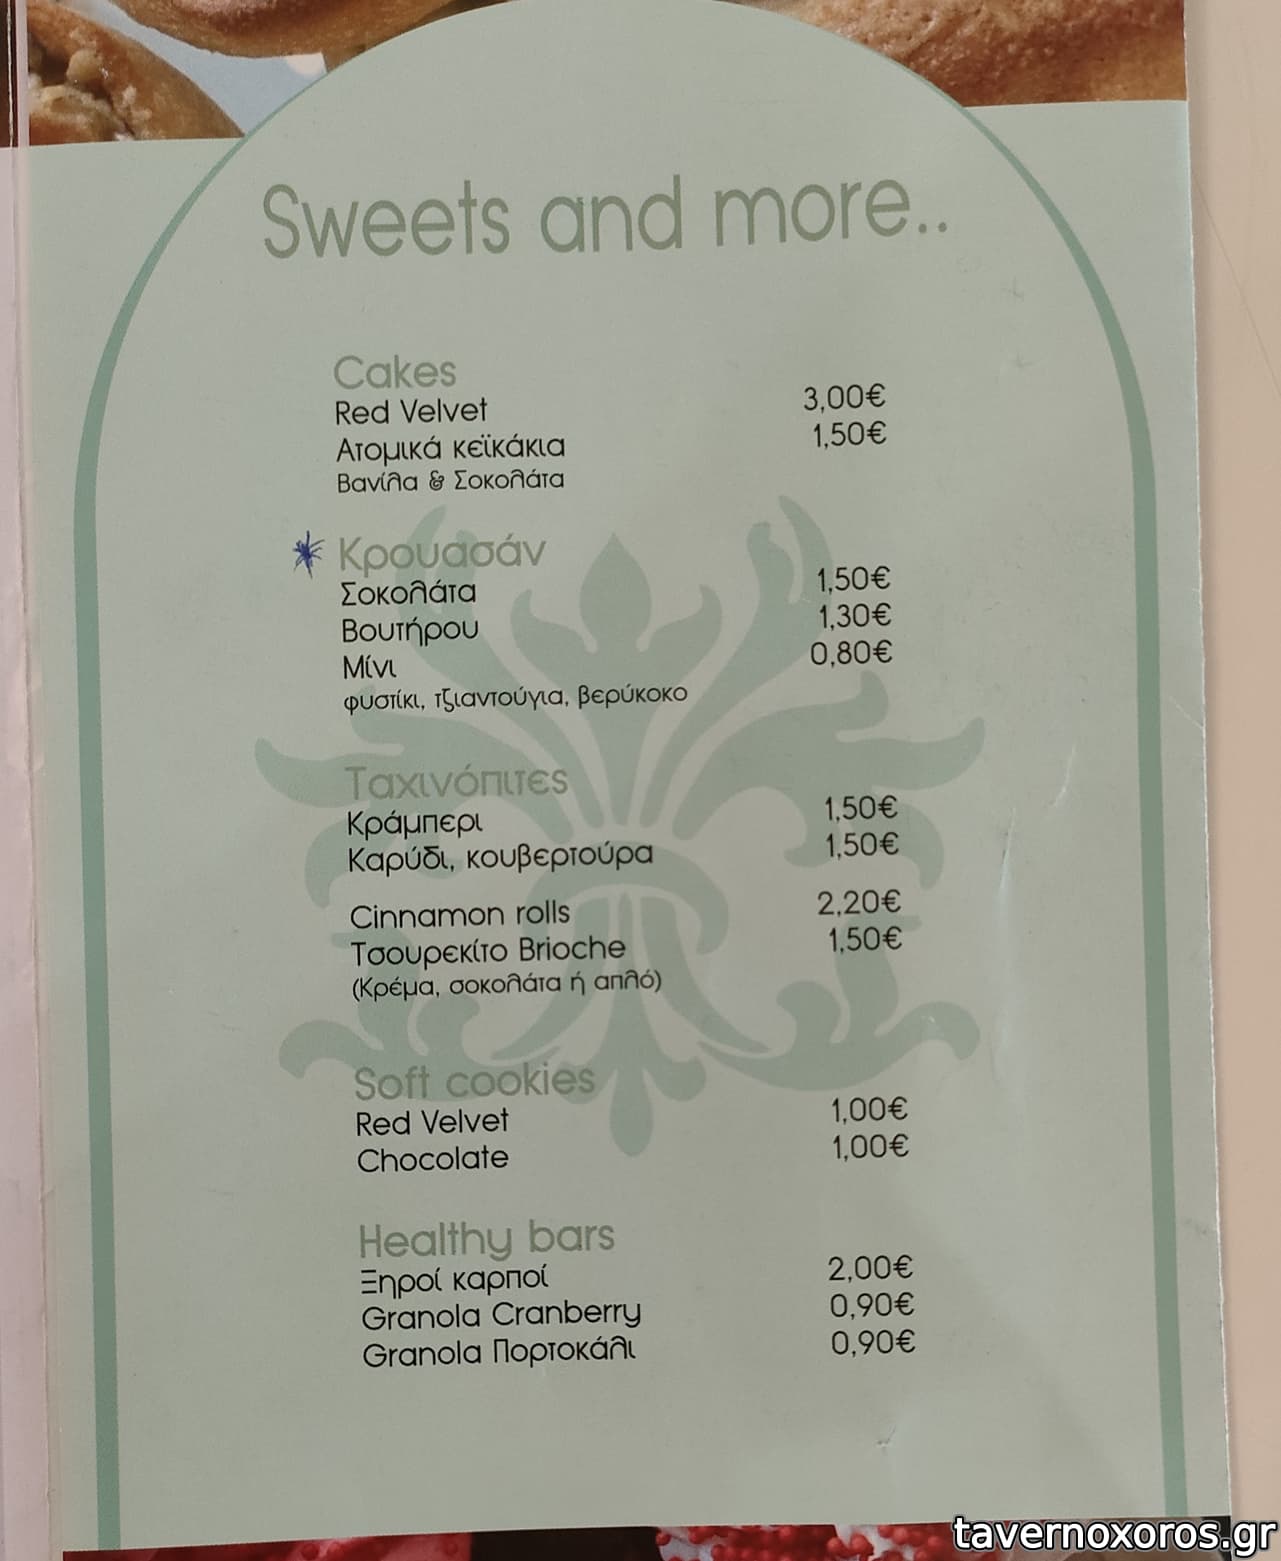 Sweets and more..
Cakes
Red Velvet 3,00€
Ατομικά κεϊκάκια 1,50€
Βανίλα & Σοκολάτα
Κρουασάν
Σοκολάτα 1,50€
Βουτήρου 1,30€
Μίνι 0,80€
φυστίκι, τζιαντούγια, βερύκοκο
Ταχινόπιτες
Κράμπερι 1,50€
Καρύδι, κουβερτούρα 1,50€
Cinnamon rolls 2,20€
Τσουρεκίτο Brioche 1,50€
(Κρέμα, σοκολάτα ή απλό)
Soft cookies
Red Velvet 1,00€
Chocolate 1,00€
Healthy bars
Ξηροί καρποί 2,00€
Granola Cranberry 0,90€
Granola Πορτοκάλι 0,90€
tavernoxoros.gr